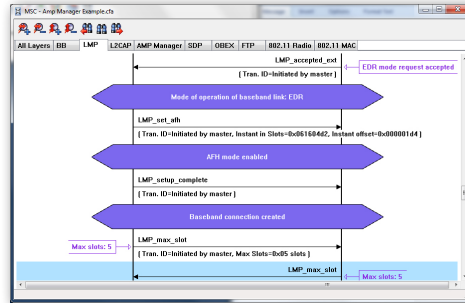 MSC - Amp Manager Example.cfa
All Layers BB LMP L2CAP AMP Manager SDP OBEX FTP 802.11 Radio 802.11 MAC
LMP_accepted_ext
EDR mode request accepted
( Tran. ID=Initiated by master )
Mode of operation of baseband link: EDR
LMP_set_afh
( Tran. ID=Initiated by master, Instant in Slots=0x061604d2, Instant offset=0x000001d4 )
AFH mode enabled
LMP_setup_complete
( Tran. ID=Initiated by master )
Baseband connection created
LMP_max_slot
Max slots: 5
( Tran. ID=Initiated by master, Max Slots=0x05 slots )
LMP_max_slot
Max slots: 5